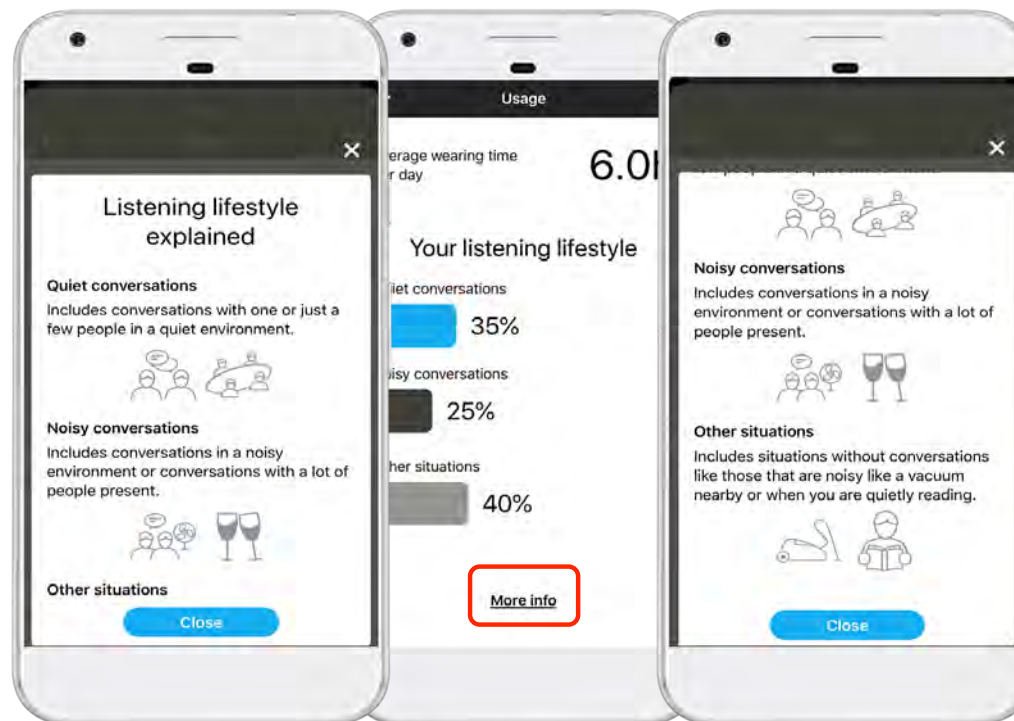 Listening lifestyle
explained
Quiet conversations
Includes conversations with one or just a
few people in a quiet environment.
Noisy conversations
Includes conversations in a noisy
environment or conversations with a lot of
people present.
Other situations
Close
Usage
erage wearing time
r day
6.0
Your listening lifestyle
iet conversations
35%
isy conversations
25%
her situations
40%
More info
Noisy conversations
Includes conversations in a noisy
environment or conversations with a lot of
people present.
Other situations
Includes situations without conversations
like those that are noisy like a vacuum
nearby or when you are quietly reading.
Close